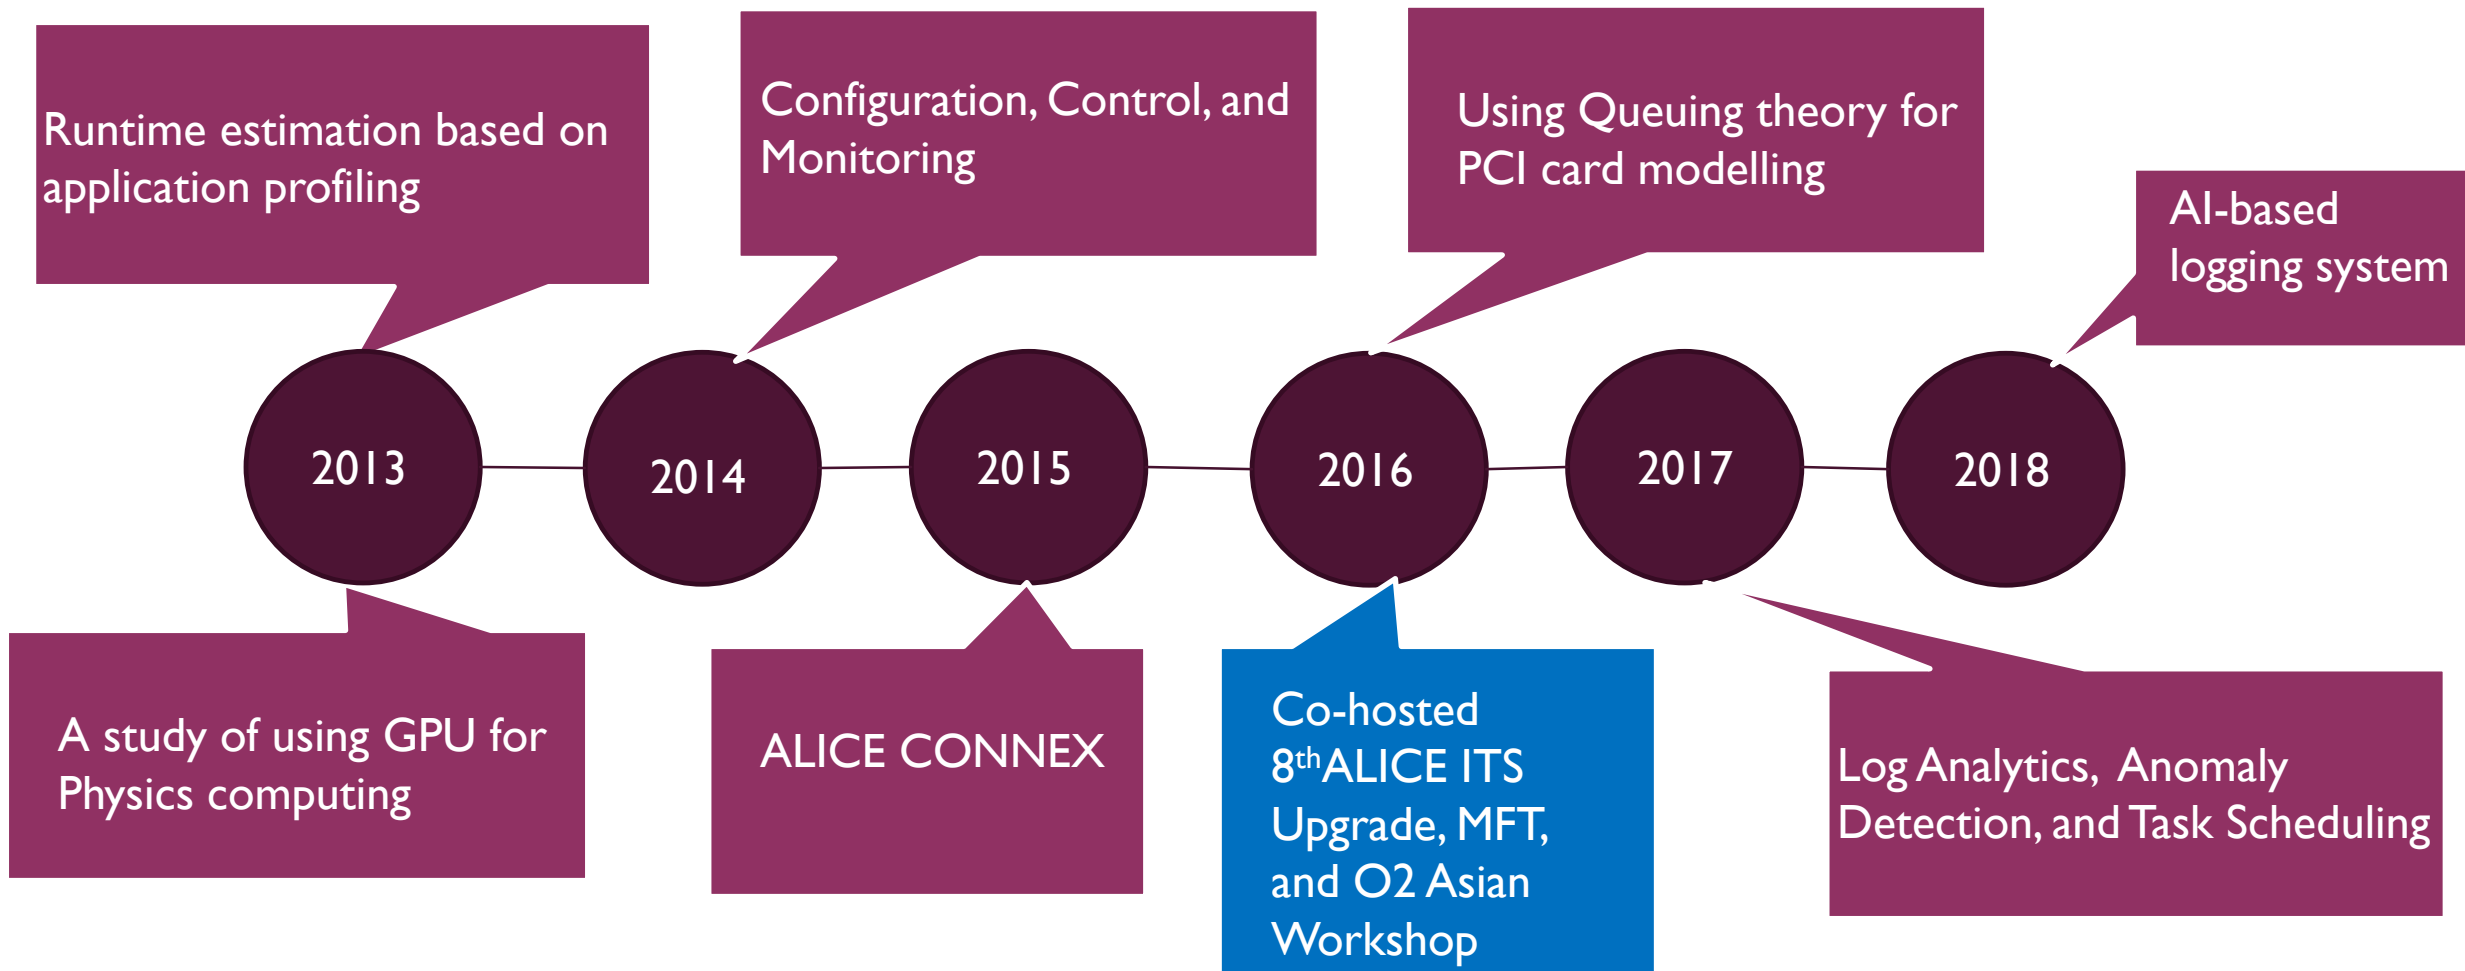 Runtime estimation based on
application profiling
Configuration, Control, and
Monitoring
Using Queuing theory for
PCI card modelling
AI-based
logging system
2013
2014
2015
2016
2017
2018
A study of using GPU for
Physics computing
ALICE CONNEX
Co-hosted
8thALICE ITS
Upgrade, MFT,
and O2 Asian
Workshop
Log Analytics, Anomaly
Detection, and Task Scheduling